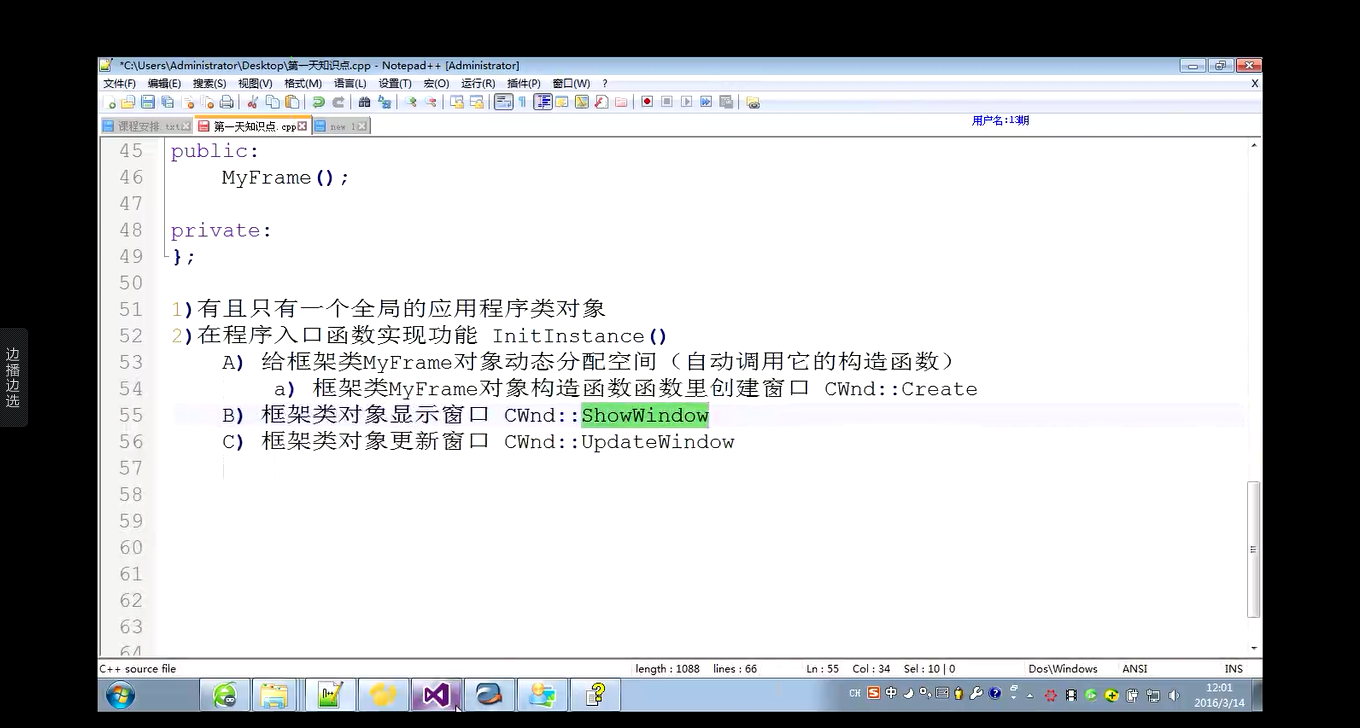 *C:\Users\Administrator\Desktop\第一天知识点.cpp - Notepad++ [Administrator]
文件(F) 编辑(E) 搜索(S) 视图(V) 格式(M) 语言(L) 设置(T) 宏(O) 运行(R) 插件(P) 窗口(W) ? X
课程安排.txt 第一天知识点.cpp new 1 用户名:13期
45 public:
46 MyFrame();
47
48 private:
49 };
50
51 1)有且只有一个全局的应用程序类对象
52 2)在程序入口函数实现功能 InitInstance()
53 A) 给框架类MyFrame对象动态分配空间（自动调用它的构造函数）
54 a) 框架类MyFrame对象构造函数函数里创建窗口 CWnd::Create
55 B) 框架类对象显示窗口 CWnd::ShowWindow
56 C) 框架类对象更新窗口 CWnd::UpdateWindow
57
58
59
60
61
62
63
64
边播边选
C++ source file length : 1088 lines : 66 Ln : 55 Col : 34 Sel : 10 | 0 Dos\Windows ANSI INS
CH 中 12:01
2016/3/14